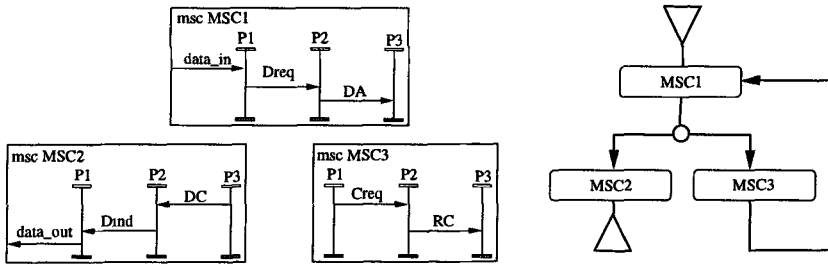 msc MSC1
P1 P2 P3
data_in
Dreq
DA
msc MSC2
P1 P2 P3
DC
Dind
data_out
msc MSC3
P1 P2 P3
Creq
RC
MSC1
MSC2 MSC3